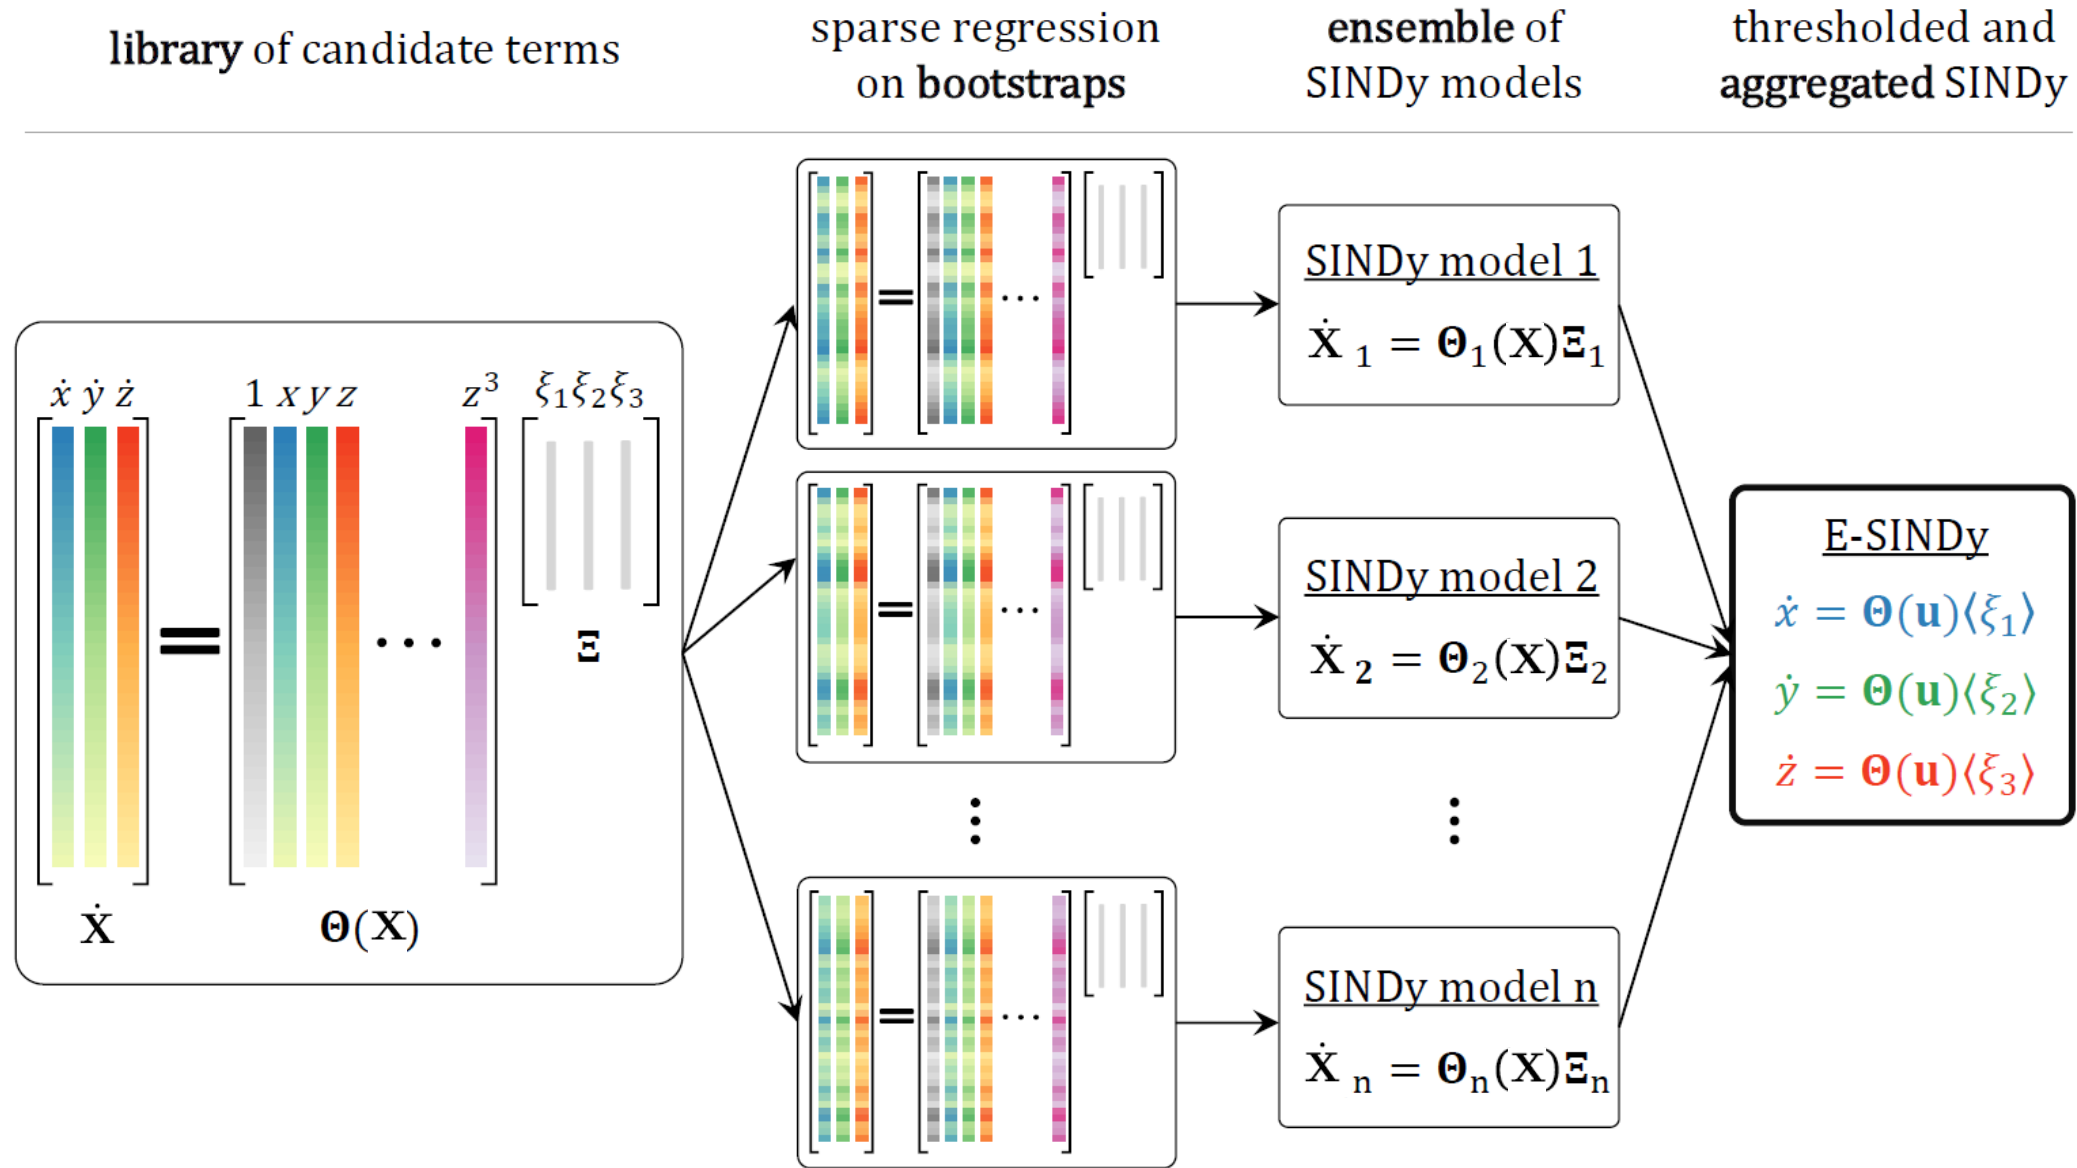 library of candidate terms
sparse regression
on bootstraps
ensemble of
SINDy models
thresholded and
aggregated SINDy
ẋ ẏ ż
1 x y z
z³
ξ₁ξ₂ξ₃
=
···
Ξ
Ẋ
Θ(X)
= ···
= ···
⋮
= ···
SINDy model 1
Ẋ ₁ = Θ₁(X)Ξ₁
SINDy model 2
Ẋ ₂ = Θ₂(X)Ξ₂
⋮
SINDy model n
Ẋ ₙ = Θₙ(X)Ξₙ
E-SINDy
ẋ = Θ(u)⟨ξ₁⟩
ẏ = Θ(u)⟨ξ₂⟩
ż = Θ(u)⟨ξ₃⟩